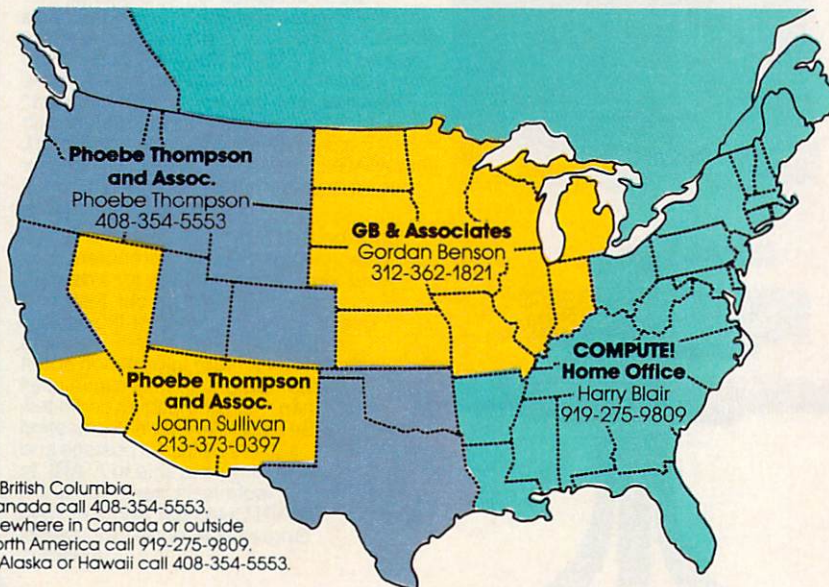 Phoebe Thompson
and Assoc.
Phoebe Thompson
408-354-5553
GB & Associates
Gordan Benson
312-362-1821
Phoebe Thompson
and Assoc.
Joann Sullivan
213-373-0397
COMPUTE!
Home Office
Harry Blair
919-275-9809
British Columbia,
anada call 408-354-5553.
ewhere in Canada or outside
orth America call 919-275-9809.
Alaska or Hawaii call 408-354-5553.